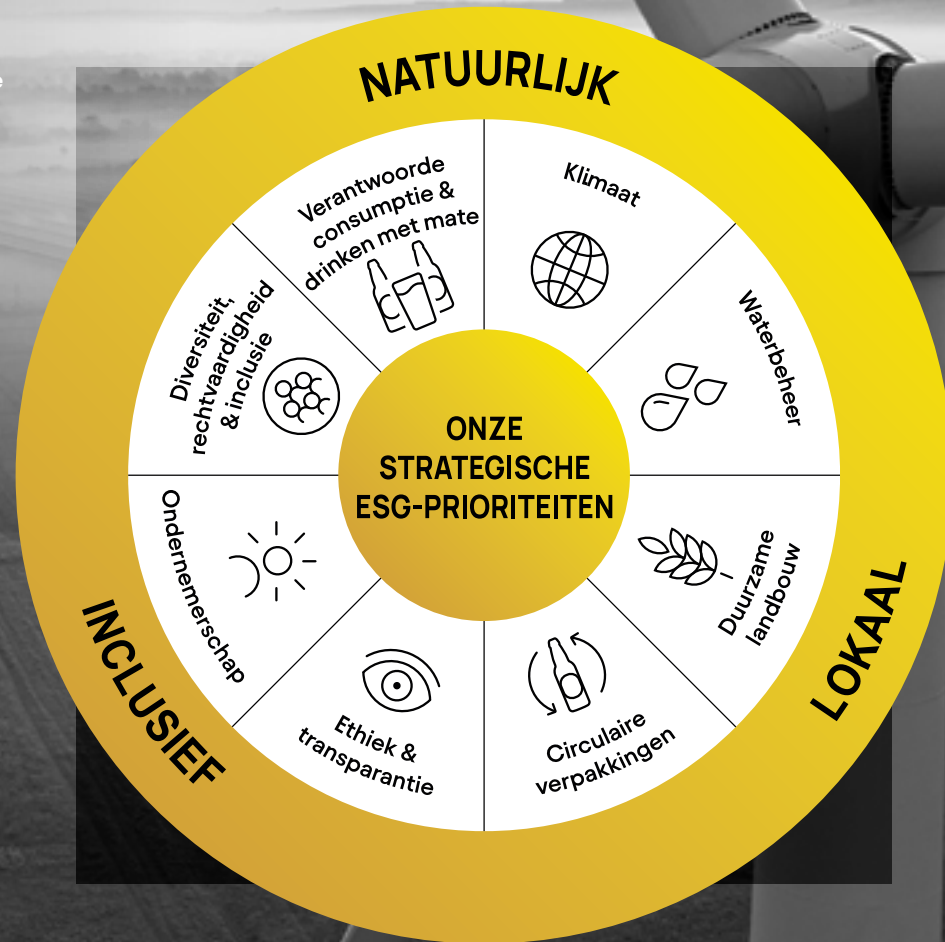 NATUURLIJK
Klimaat
Waterbeheer
Duurzame
landbouw
Circulaire
verpakkingen
Ethiek &
transparantie
Ondernemerschap
Diversiteit,
rechtvaardigheid
& inclusie
Verantwoorde
consumptie &
drinken met mate
ONZE
STRATEGISCHE
ESG-PRIORITEITEN
LOKAAL
INCLUSIEF